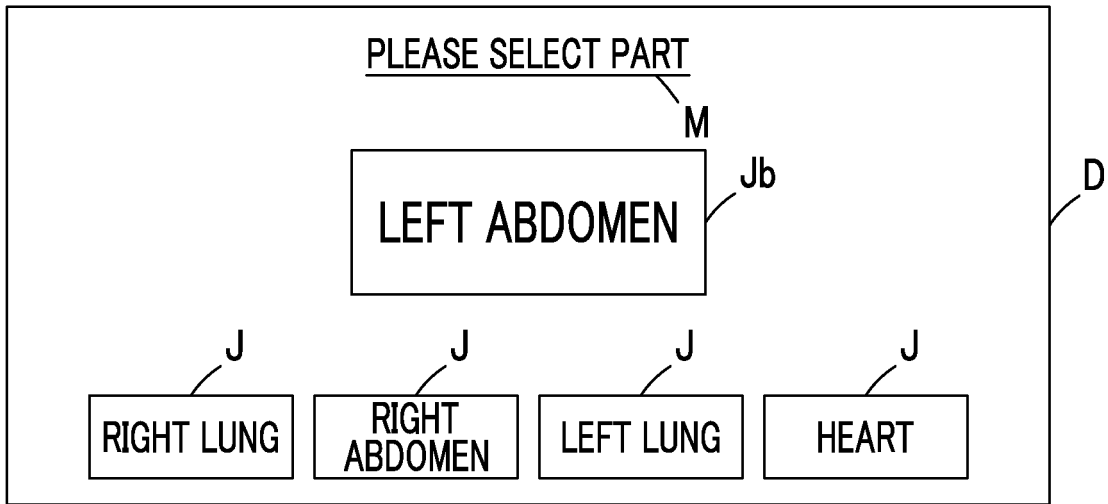 PLEASE SELECT PART
M
Jb
D
LEFT ABDOMEN
J J J J
RIGHT LUNG
RIGHT
ABDOMEN
LEFT LUNG
HEART